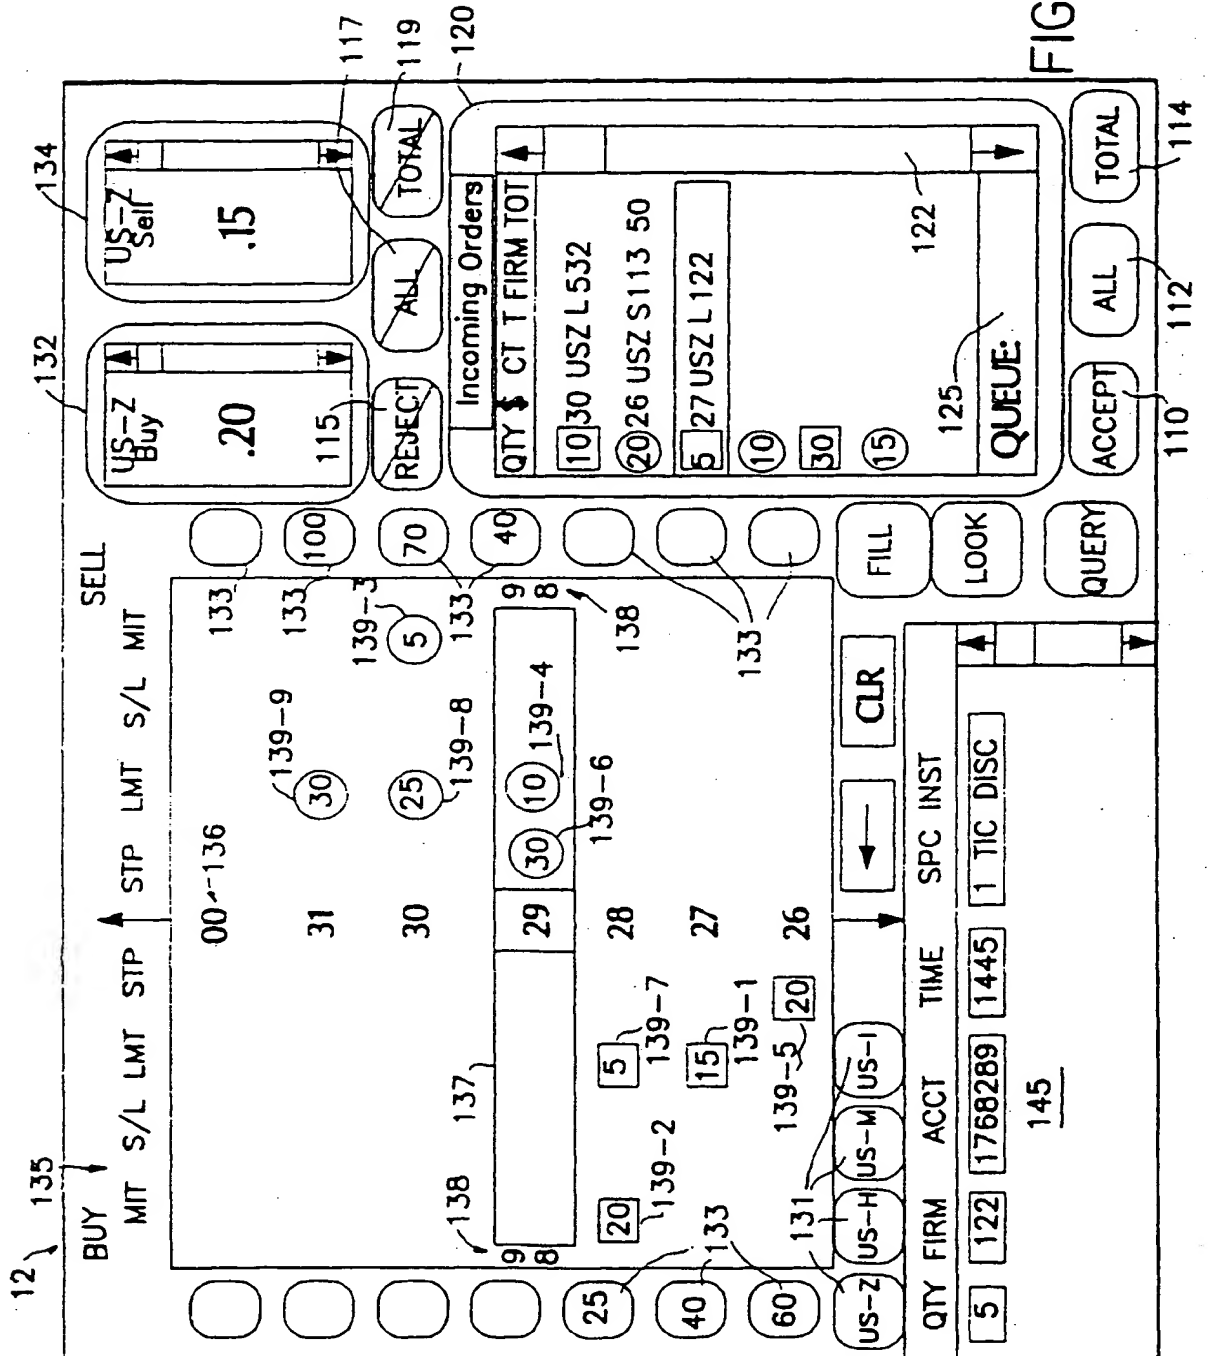 12
135
BUY
SELL
MIT S/L LMT STP
STP LMT S/L MIT
00 136
133
31
30
139-9
100
133
30
25
139-8
5
139-3
70
133
40
138
9
8
137
29
30
139-6
10
139-4
9
8
138
25
20
139-2
5
139-7
28
40
133
15
139-1
27
133
60
20
139-5
26
US-Z
US-H
US-M
US-I
131
←
CLR
FILL
LOOK
QUERY
QTY FIRM ACCT TIME SPC INST
5 122 1768289 1445 1 TIC DISC
145
132
US-Z
Buy
.20
134
US-Z
Sell
.15
117
115
REJECT
ALL
TOTAL
119
120
Incoming Orders
QTY $ CT T FIRM TOT
10 30 USZ L 532
20 26 USZ S 113 50
5 27 USZ L 122
10
30
15
122
125
QUEUE:
ACCEPT
ALL
TOTAL
110
112
114
FIG